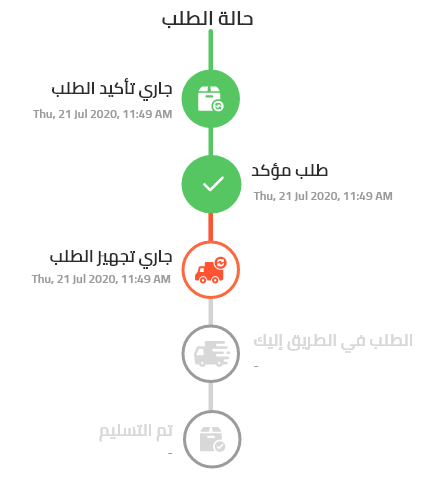 حالة الطلب
جاري تأكيد الطلب
Thu, 21 Jul 2020, 11:49 AM
طلب مؤكد
Thu, 21 Jul 2020, 11:49 AM
جاري تجهيز الطلب
Thu, 21 Jul 2020, 11:49 AM
الطلب في الطريق إليك
-
تم التسليم
-